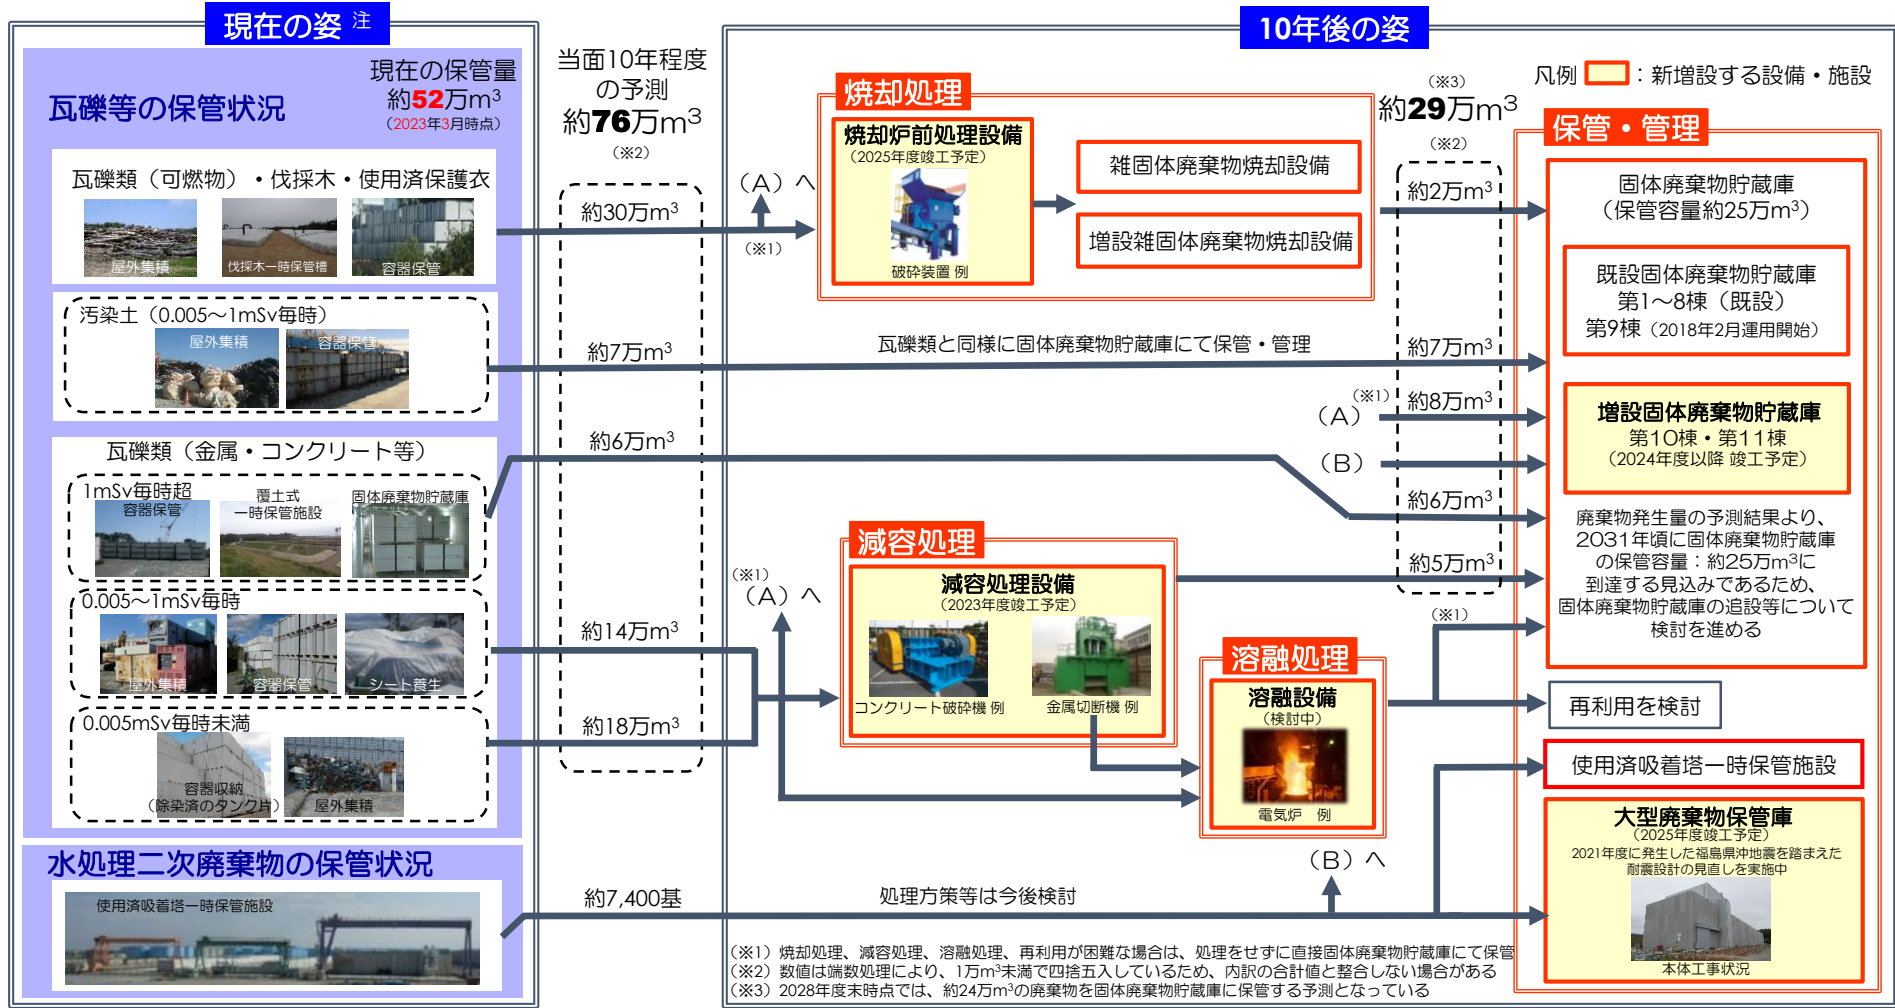 現在の姿 注
瓦礫等の保管状況
現在の保管量
約52万m³
（2023年3月時点）
瓦礫類（可燃物）・伐採木・使用済保護衣
屋外集積
伐採木一時保管槽
容器保管
汚染土（0.005～1mSv毎時）
屋外集積
容器保管
瓦礫類（金属・コンクリート等）
1mSv毎時超
容器保管
覆土式
一時保管施設
固体廃棄物貯蔵庫
0.005～1mSv毎時
屋外集積
容器保管
シート養生
0.005mSv毎時未満
容器収納
（除染済のタンク片）
屋外集積
水処理二次廃棄物の保管状況
使用済吸着塔一時保管施設
当面10年程度
の予測
約76万m³
（※2）
約30万m³
約7万m³
約6万m³
約14万m³
約18万m³
約7,400基
10年後の姿
凡例　：新増設する設備・施設
（A）へ
（※1）
焼却処理
焼却炉前処理設備
（2025年度竣工予定）
破砕装置 例
雑固体廃棄物焼却設備
増設雑固体廃棄物焼却設備
瓦礫類と同様に固体廃棄物貯蔵庫にて保管・管理
（※1）
（A）へ
減容処理
減容処理設備
（2023年度竣工予定）
コンクリート破砕機 例
金属切断機 例
溶融処理
溶融設備
（検討中）
電気炉　例
処理方策等は今後検討
（B）へ
（※3）
約29万m³
（※2）
約2万m³
約7万m³
（※1）
（A）
約8万m³
（B）
約6万m³
約5万m³
（※1）
保管・管理
固体廃棄物貯蔵庫
（保管容量約25万m³）
既設固体廃棄物貯蔵庫
第1～8棟（既設）
第9棟（2018年2月運用開始）
増設固体廃棄物貯蔵庫
第10棟・第11棟
（2024年度以降 竣工予定）
廃棄物発生量の予測結果より、
2031年頃に固体廃棄物貯蔵庫
の保管容量：約25万m³に
到達する見込みであるため、
固体廃棄物貯蔵庫の追設等について
検討を進める
再利用を検討
使用済吸着塔一時保管施設
大型廃棄物保管庫
（2025年度竣工予定）
2021年度に発生した福島県沖地震を踏まえた
耐震設計の見直しを実施中
本体工事状況
（※1）焼却処理、減容処理、溶融処理、再利用が困難な場合は、処理をせずに直接固体廃棄物貯蔵庫にて保管
（※2）数値は端数処理により、1万m³未満で四捨五入しているため、内訳の合計値と整合しない場合がある
（※3）2028年度末時点では、約24万m³の廃棄物を固体廃棄物貯蔵庫に保管する予測となっている